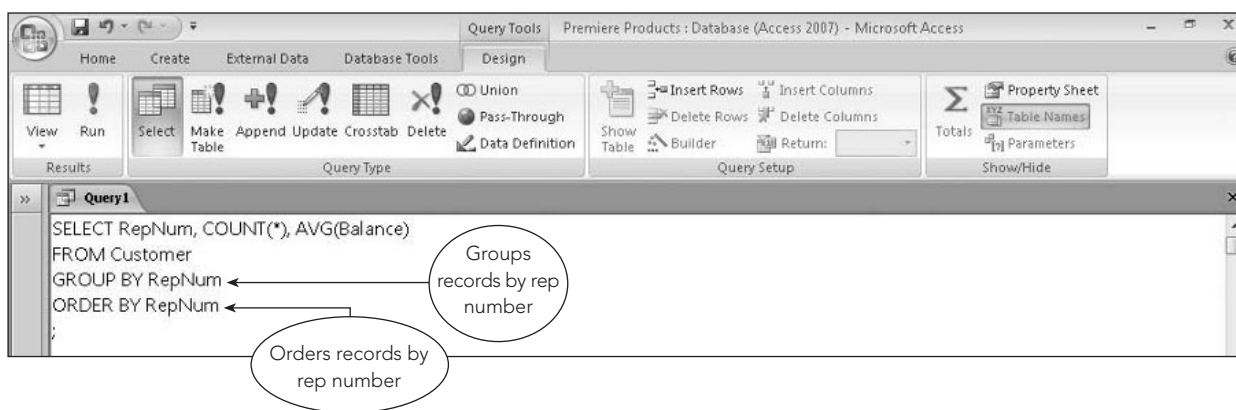 Query Tools Premiere Products : Database (Access 2007) - Microsoft Access
Home Create External Data Database Tools Design
View Run Select Make Table Append Update Crosstab Delete
Union
Pass-Through
Data Definition
Show Table
Insert Rows Insert Columns
Delete Rows Delete Columns
Builder Return:
Totals
Property Sheet
Table Names
Parameters
Results Query Type Query Setup Show/Hide
» Query1
SELECT RepNum, COUNT(*), AVG(Balance)
FROM Customer
GROUP BY RepNum
ORDER BY RepNum
;
Groups
records by rep
number
Orders records by
rep number